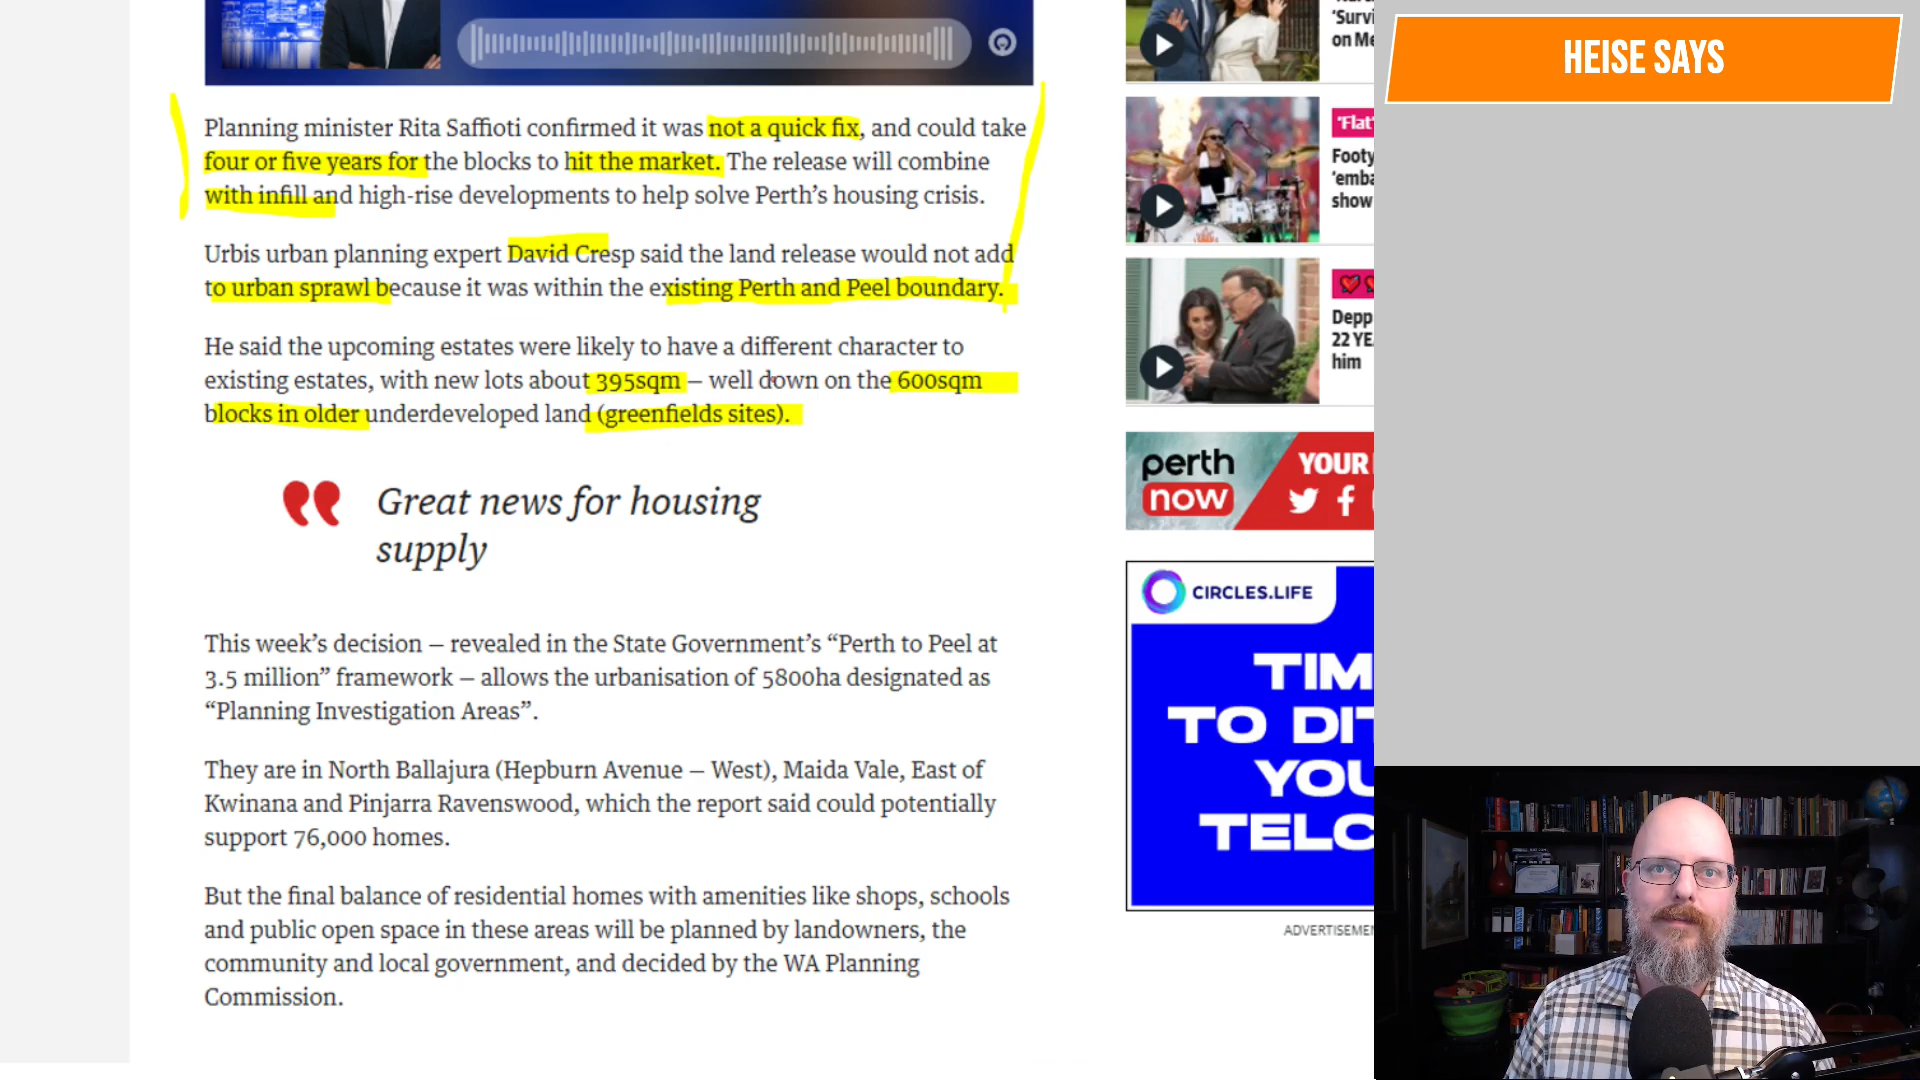 HEISE SAYS
Planning minister Rita Saffioti confirmed it was not a quick fix, and could take
four or five years for the blocks to hit the market. The release will combine
with infill and high-rise developments to help solve Perth’s housing crisis.
Urbis urban planning expert David Cresp said the land release would not add
to urban sprawl because it was within the existing Perth and Peel boundary.
He said the upcoming estates were likely to have a different character to
existing estates, with new lots about 395sqm – well down on the 600sqm
blocks in older underdeveloped land (greenfields sites).
Great news for housing
supply
This week’s decision – revealed in the State Government’s “Perth to Peel at
3.5 million” framework – allows the urbanisation of 5800ha designated as
“Planning Investigation Areas”.
They are in North Ballajura (Hepburn Avenue – West), Maida Vale, East of
Kwinana and Pinjarra Ravenswood, which the report said could potentially
support 76,000 homes.
But the final balance of residential homes with amenities like shops, schools
and public open space in these areas will be planned by landowners, the
community and local government, and decided by the WA Planning
Commission.
'Survi
on Me
'Flat'
Footy
'emba
show
Depp
22 YE
him
perth
now
YOUR
CIRCLES.LIFE
TIM
TO DIT
YOU
TELC
ADVERTISEMEN